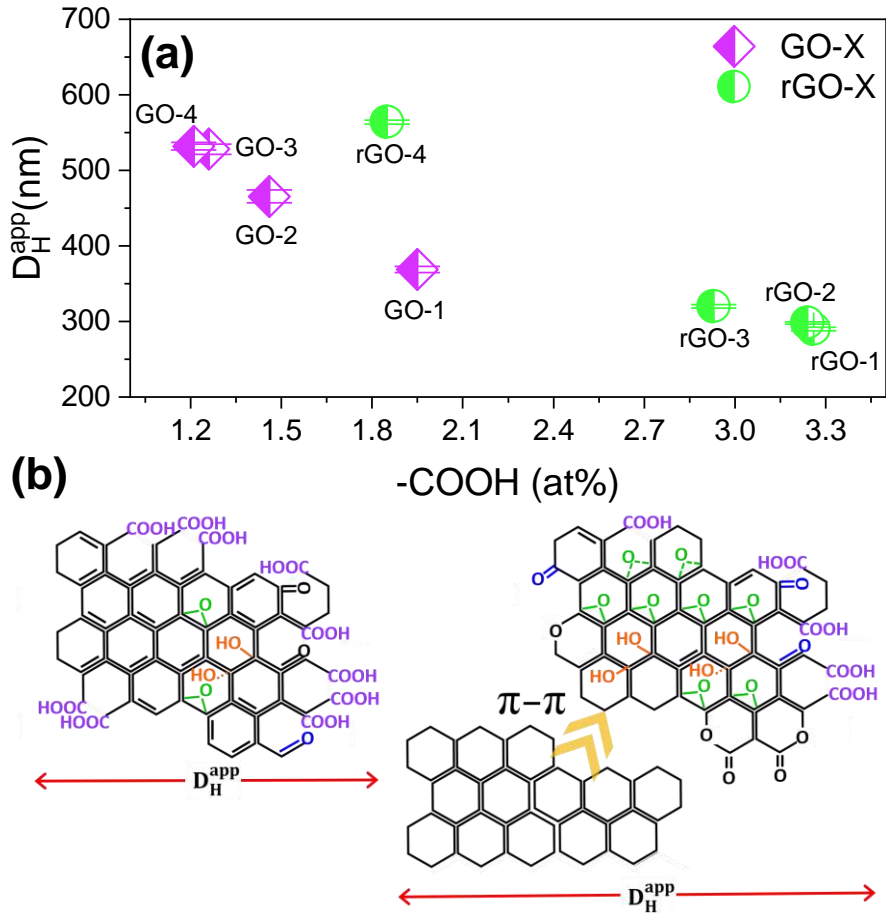 700
600
500
400
300
200
(a)
GO-X
rGO-X
GO-4
GO-3
rGO-4
GO-2
GO-1
rGO-2
rGO-3
rGO-1
D_H^app(nm)
1.2 1.5 1.8 2.1 2.4 2.7 3.0 3.3
-COOH (at%)
(b)
COOH
COOH
COOH
HOOC
O
O
HO
COOH
O
HO
COOH
O
HOOC
COOH
HOOC
COOH
O
D_H^app
COOH
O
O
O
HOOC
O
O
O
O
O
O
HO
HO
COOH
O
HO
HO
COOH
O
O
COOH
O
O
O
O
π-π
D_H^app